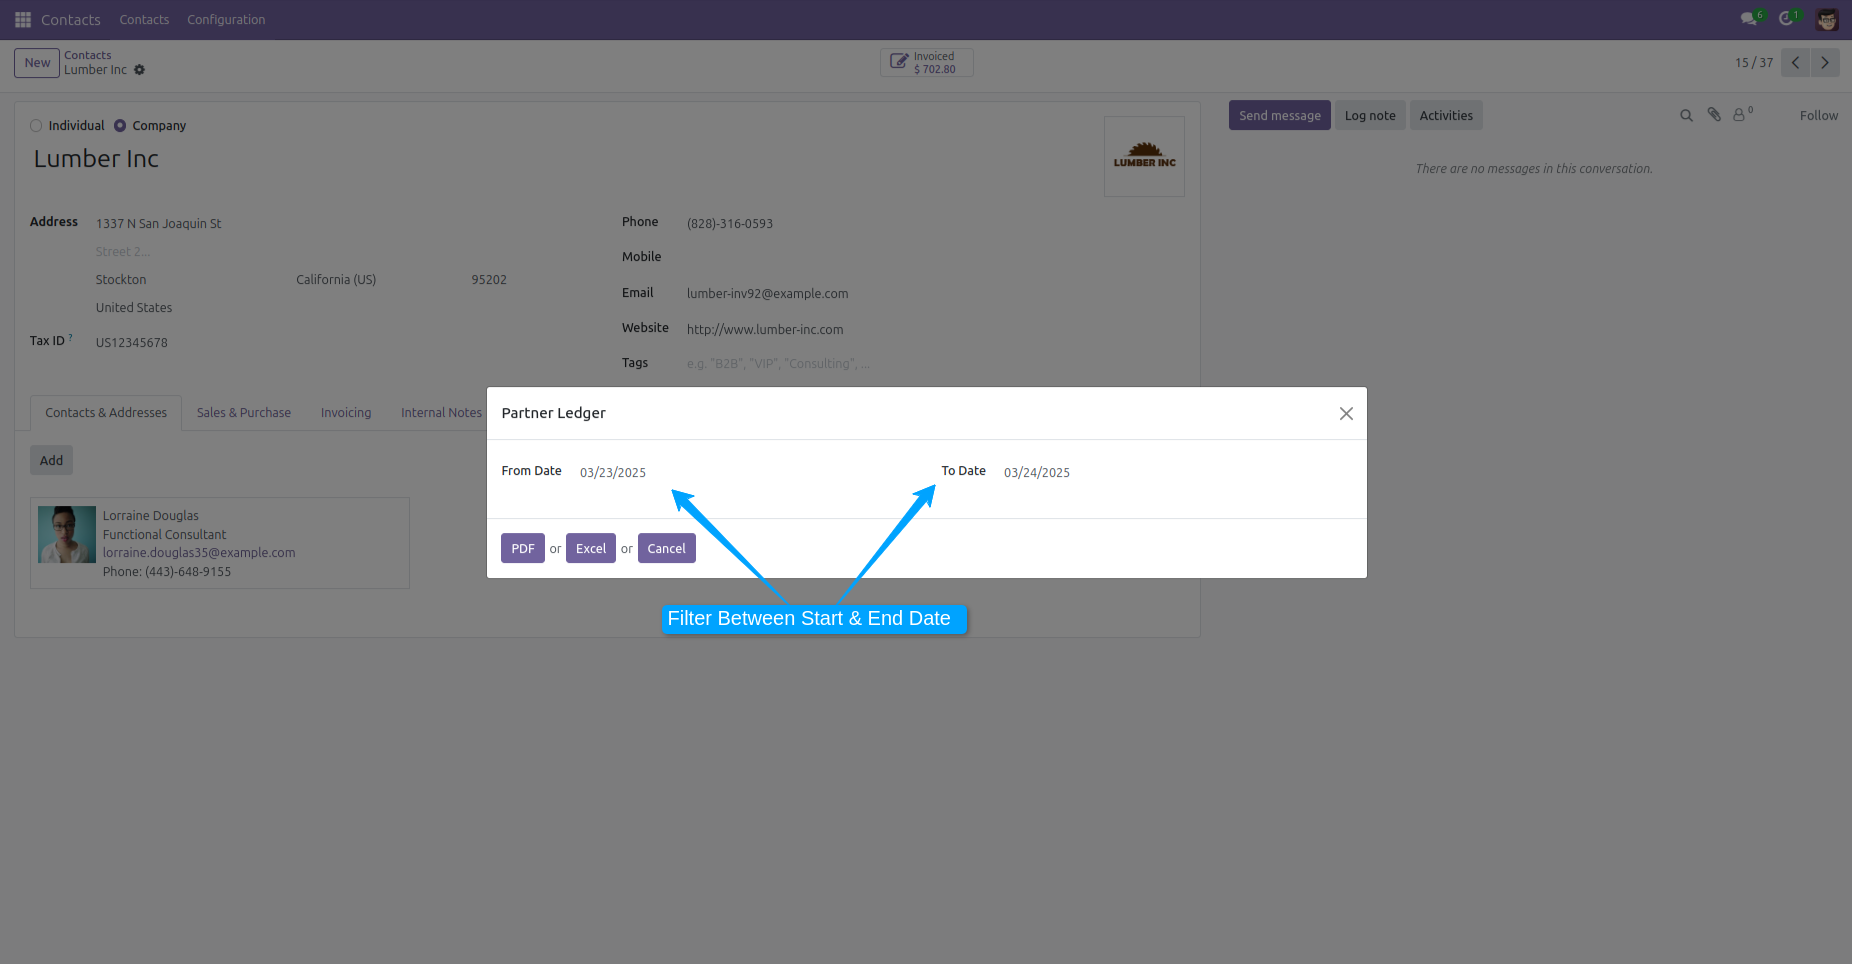 Contacts Contacts Configuration 6 1
New Contacts
Lumber Inc
Invoiced
$ 702.80
15 / 37
Individual Company
Lumber Inc
LUMBER INC
Address 1337 N San Joaquin St
Street 2...
Stockton California (US) 95202
United States
Tax ID ? US12345678
Phone (828)-316-0593
Mobile
Email lumber-inv92@example.com
Website http://www.lumber-inc.com
Tags e.g. "B2B", "VIP", "Consulting", ...
Contacts & Addresses Sales & Purchase Invoicing Internal Notes
Add
Lorraine Douglas
Functional Consultant
lorraine.douglas35@example.com
Phone: (443)-648-9155
Send message Log note Activities 0 Follow
There are no messages in this conversation.
Partner Ledger
From Date 03/23/2025 To Date 03/24/2025
PDF or Excel or Cancel
Filter Between Start & End Date